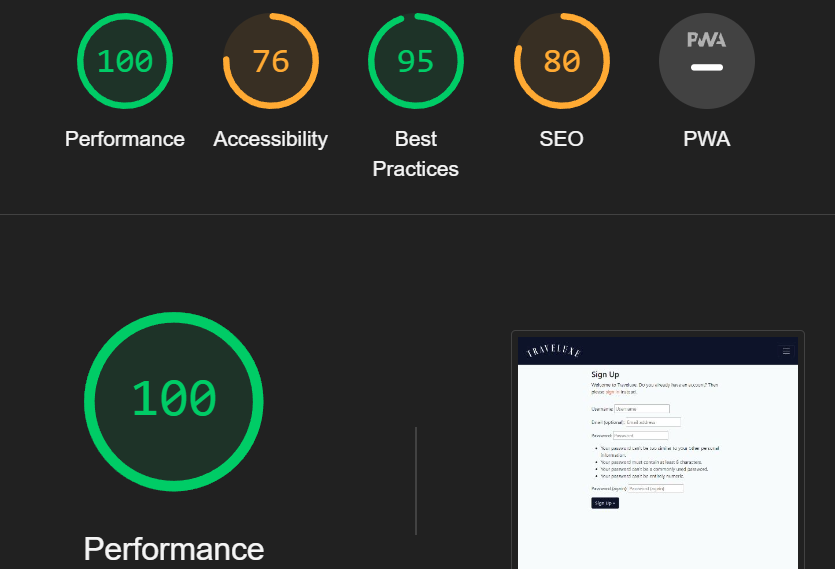 100 76 95 80 PWA
Performance Accessibility Best Practices SEO PWA
100
Performance
TRAVELUXE
Sign Up
Welcome to Traveluxe. Do you already have an account? Then
please sign in instead.
Username: Username
Email (optional): Email address
Password: Password
Your password can't be too similar to your other personal
information.
Your password must contain at least 8 characters.
Your password can't be a commonly used password.
Your password can't be entirely numeric.
Password (again): Password (again)
Sign Up »